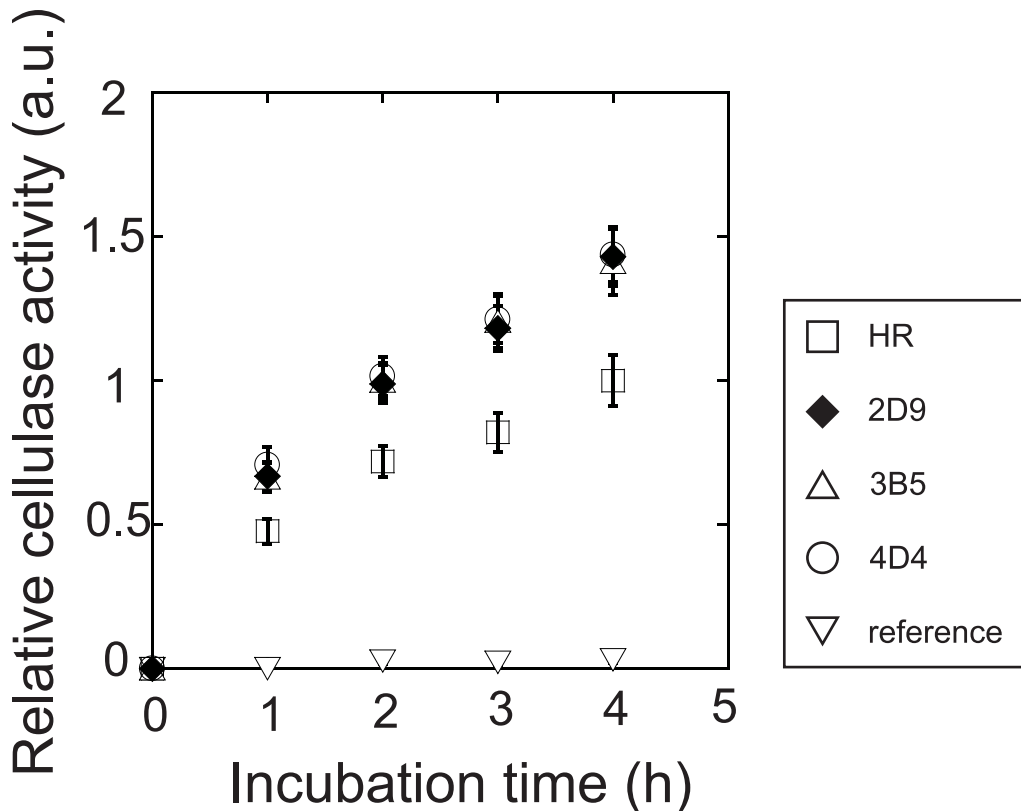 Relative cellulase activity (a.u.)
2
1.5
1
0.5
0
0 1 2 3 4 5
Incubation time (h)
HR
2D9
3B5
4D4
reference